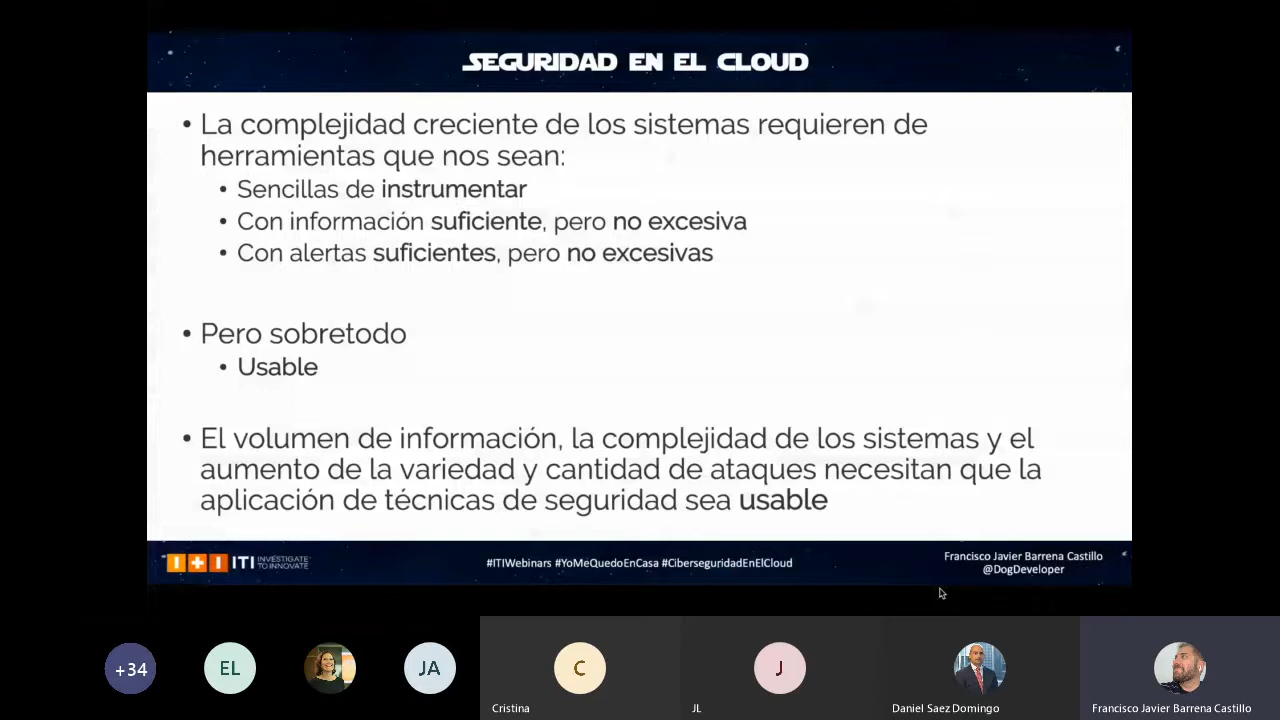 SEGURIDAD EN EL CLOUD
• La complejidad creciente de los sistemas requieren de
herramientas que nos sean:
• Sencillas de instrumentar
• Con información suficiente, pero no excesiva
• Con alertas suficientes, pero no excesivas
• Pero sobretodo
• Usable
• El volumen de información, la complejidad de los sistemas y el
aumento de la variedad y cantidad de ataques necesitan que la
aplicación de técnicas de seguridad sea usable
I+I ITI INVESTIGATE
TO INNOVATE
#ITIWebinars #YoMeQuedoEnCasa #CiberseguridadEnElCloud
Francisco Javier Barrena Castillo
@DogDeveloper
+34
EL
JA
C
J
Cristina
JL
Daniel Saez Domingo
Francisco Javier Barrena Castillo